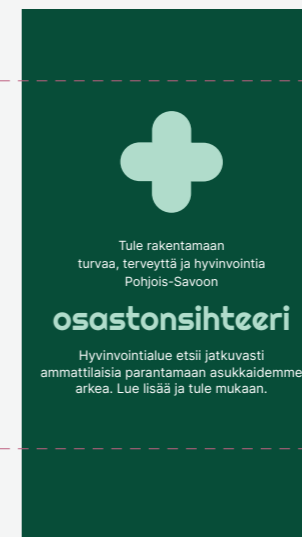 Tule rakentamaan
turvaa, terveyttä ja hyvinvointia
Pohjois-Savoon
osastonsihteeri
Hyvinvointialue etsii jatkuvasti
ammattilaisia parantamaan asukkaidemme
arkea. Lue lisää ja tule mukaan.